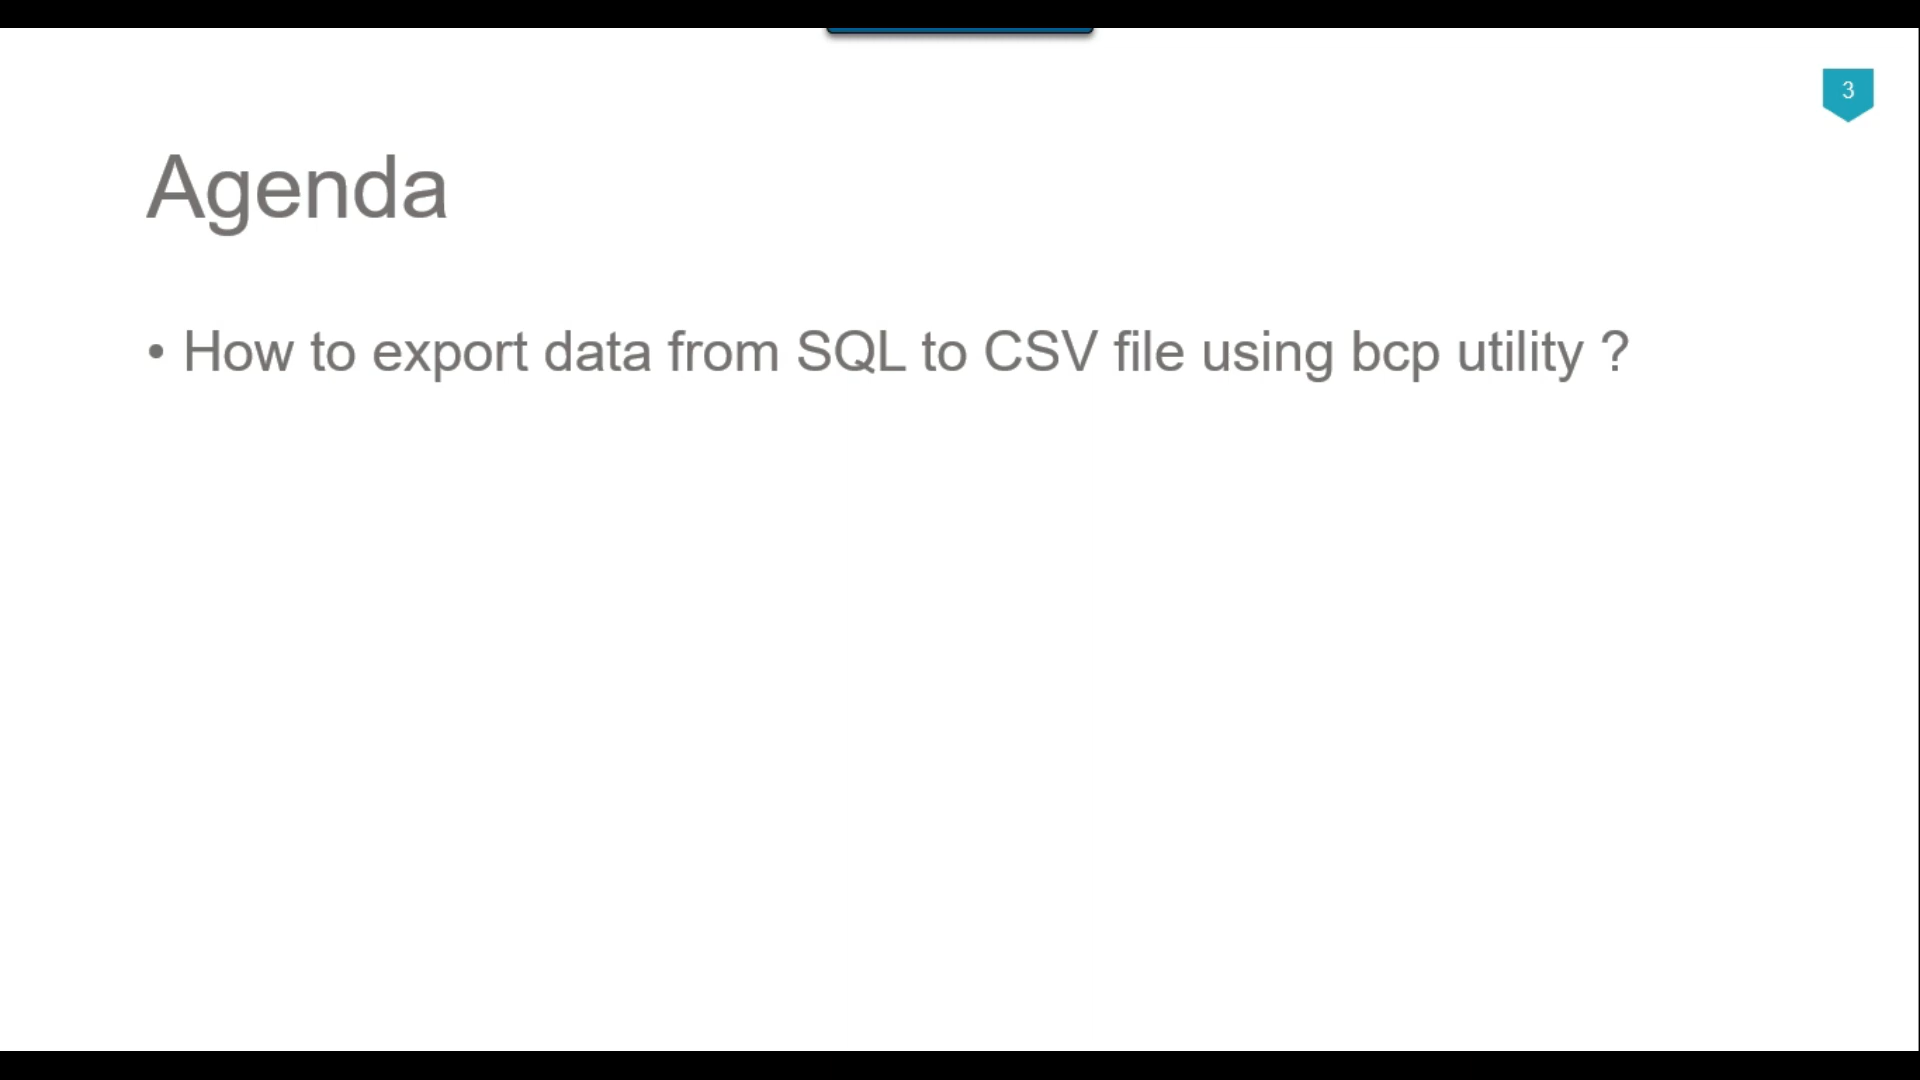 3
Agenda
• How to export data from SQL to CSV file using bcp utility ?